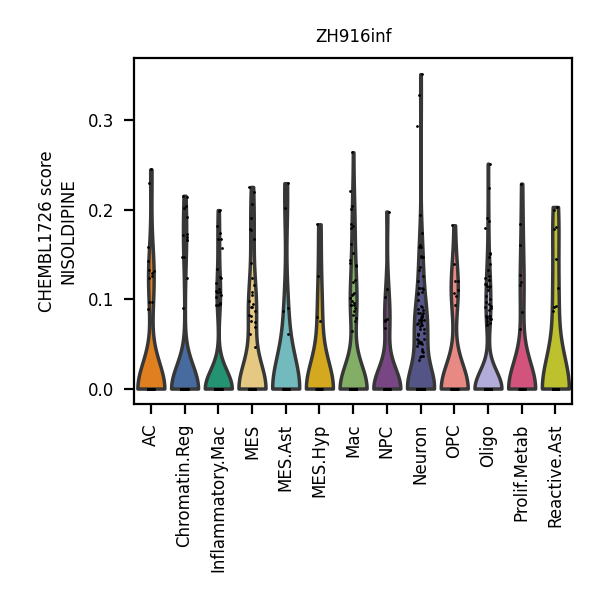 ZH916inf
CHEMBL1726 score
NISOLDIPINE
0.3
0.2
0.1
0.0
AC
Chromatin.Reg
Inflammatory.Mac
MES
MES.Ast
MES.Hyp
Mac
NPC
Neuron
OPC
Oligo
Prolif.Metab
Reactive.Ast